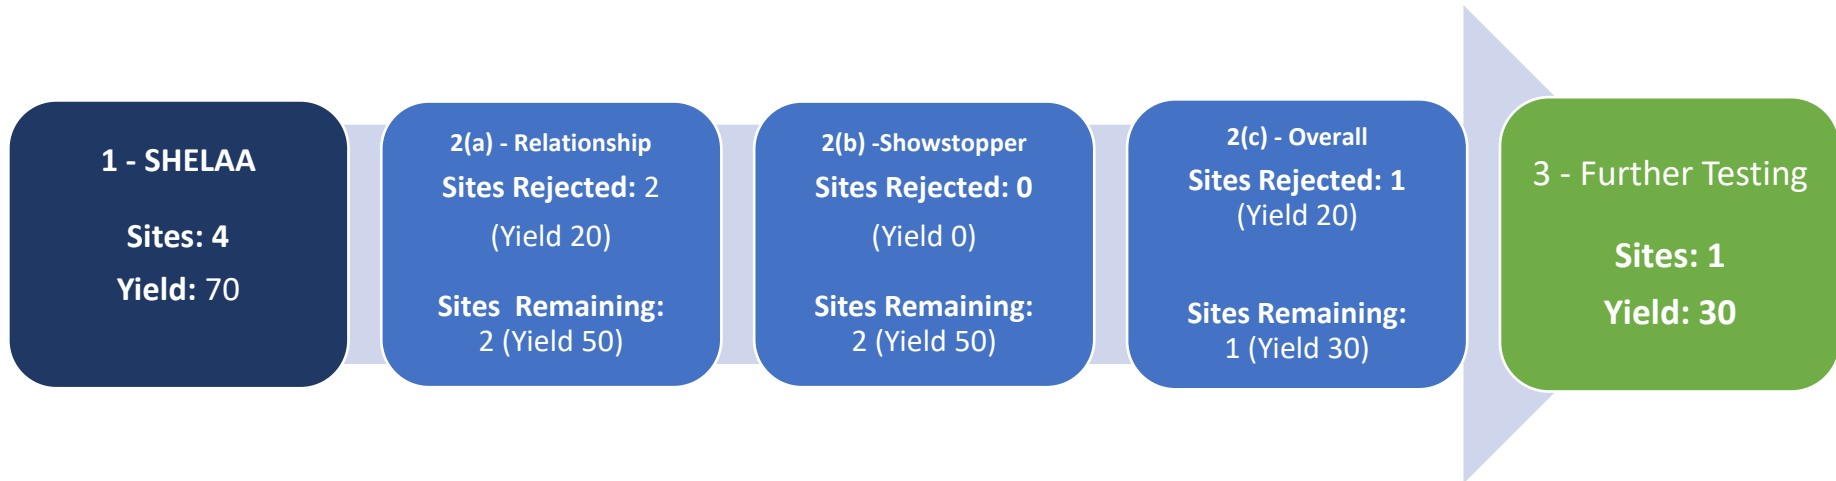 1 - SHELAA
Sites: 4
Yield: 70
2(a) - Relationship
Sites Rejected: 2
(Yield 20)
Sites Remaining:
2 (Yield 50)
2(b) -Showstopper
Sites Rejected: 0
(Yield 0)
Sites Remaining:
2 (Yield 50)
2(c) - Overall
Sites Rejected: 1
(Yield 20)
Sites Remaining:
1 (Yield 30)
3 - Further Testing
Sites: 1
Yield: 30